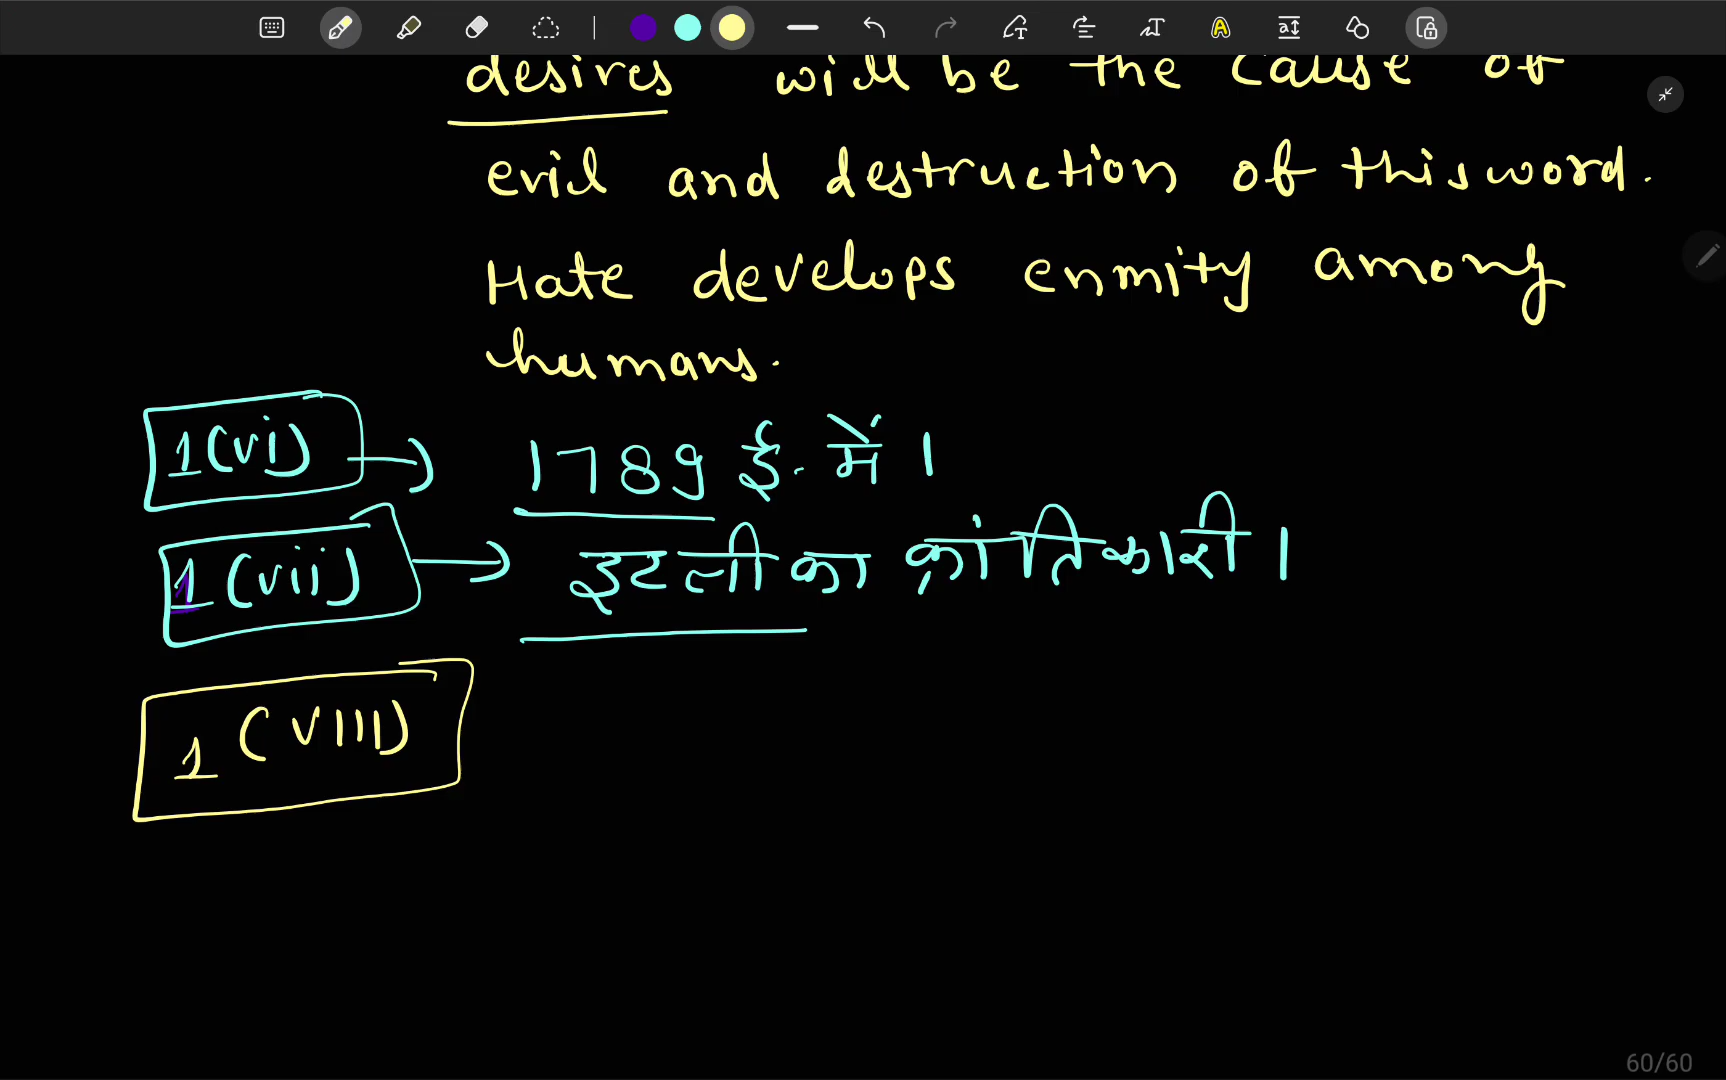 desires will be the cause of
evil and destruction of this word.
Hate develops enmity among
humans.
1(vi) → 1789 ई. में।
1(vii) → इटली का क्रांतिकारी।
1(VIII)
60/60